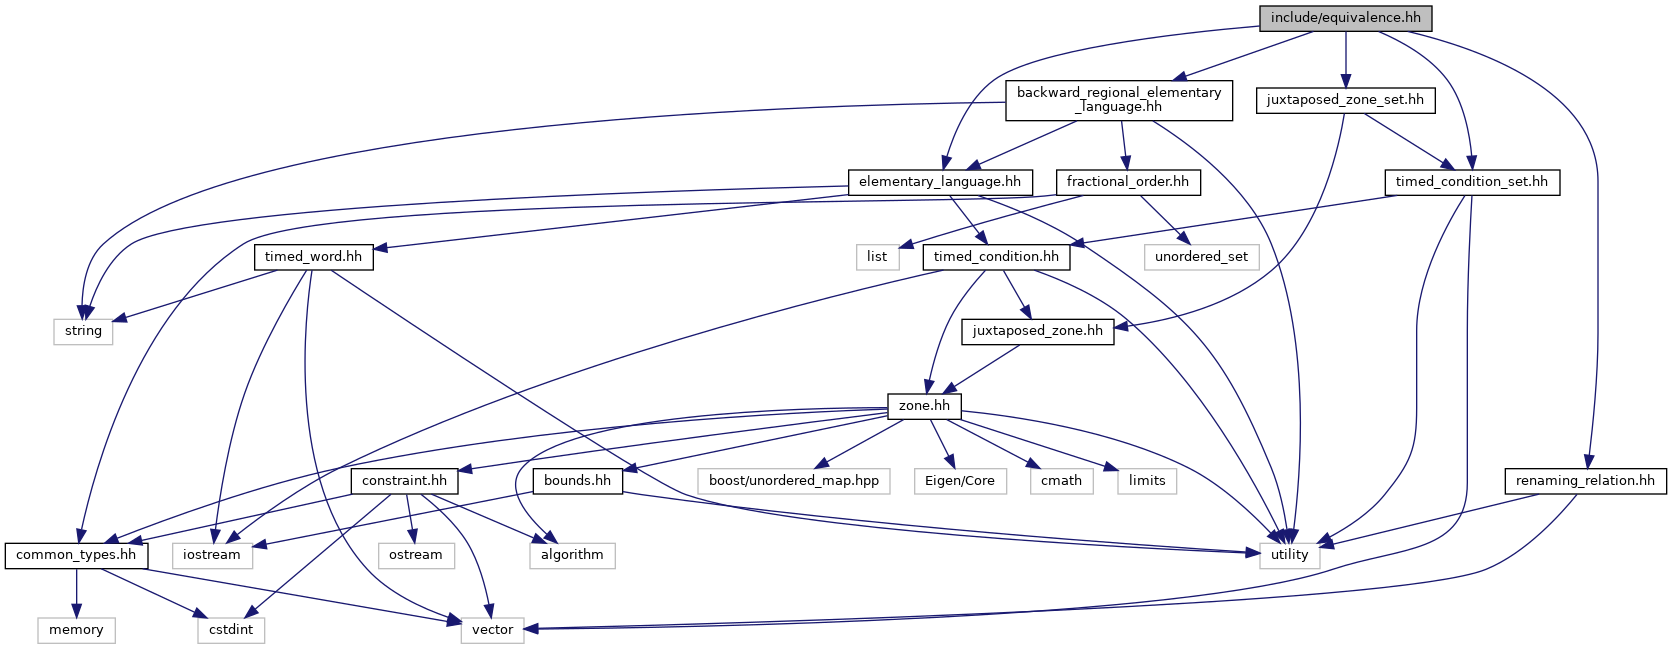 include/equivalence.hh
backward_regional_elementary
_language.hh
juxtaposed_zone_set.hh
elementary_language.hh
fractional_order.hh
timed_condition_set.hh
timed_word.hh
list
timed_condition.hh
unordered_set
string
juxtaposed_zone.hh
zone.hh
constraint.hh
bounds.hh
boost/unordered_map.hpp
Eigen/Core
cmath
limits
renaming_relation.hh
common_types.hh
iostream
ostream
algorithm
utility
memory
cstdint
vector